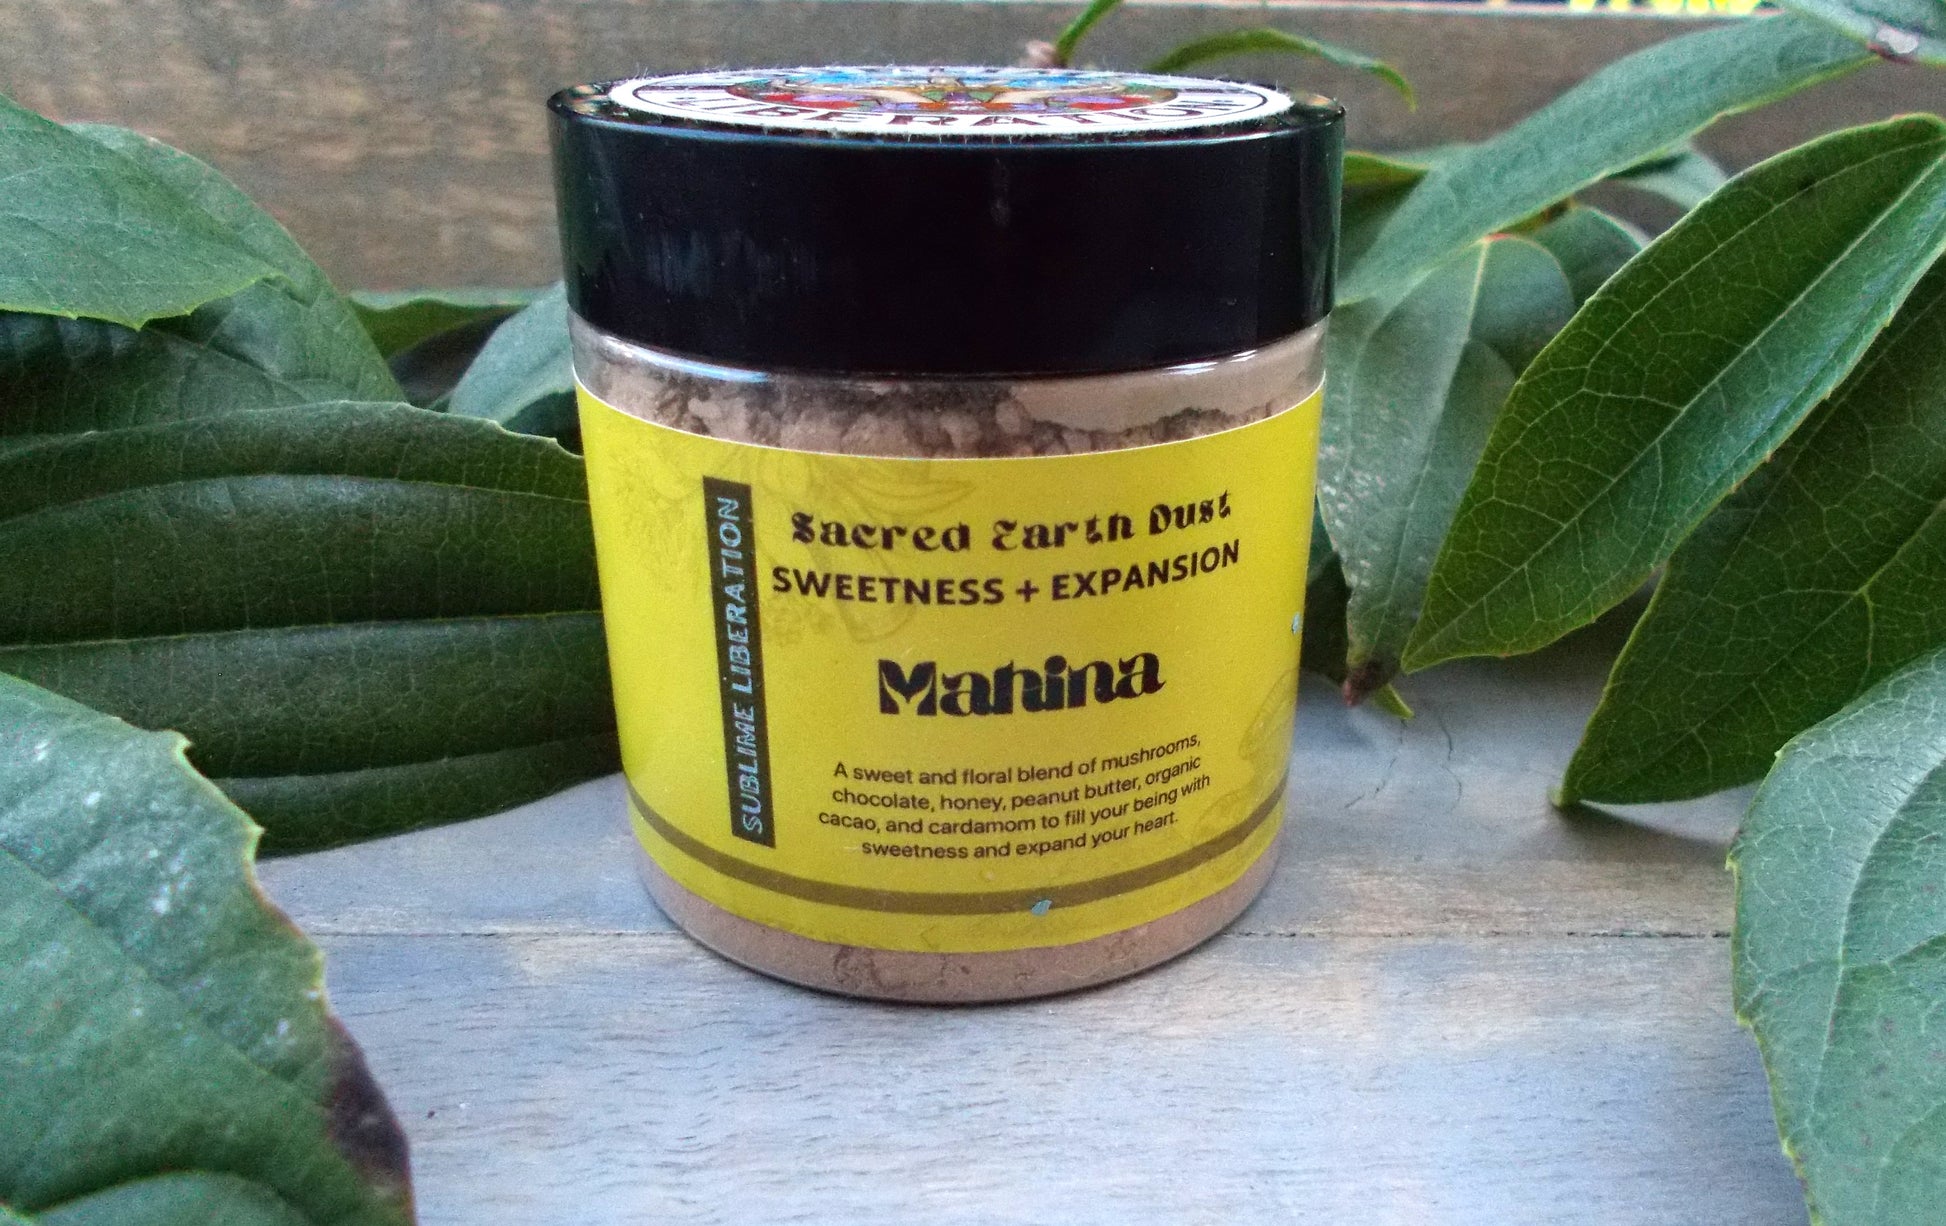 LIBERATION
SUBLIME LIBERATION
Sacred Earth Dust
SWEETNESS + EXPANSION
Mahina
A sweet and floral blend of mushrooms,
chocolate, honey, peanut butter, organic
cacao, and cardamom to fill your being with
sweetness and expand your heart.